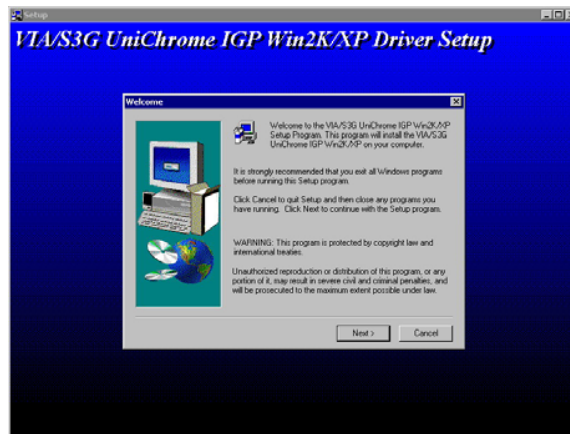 Setup
VIA/S3G UniChrome IGP Win2K/XP Driver Setup
Welcome
Welcome to the VIA/S3G UniChrome IGP Win2K/XP
Setup Program. This program will install the VIA/S3G
UniChrome IGP Win2K/XP on your computer.
It is strongly recommended that you exit all Windows programs
before running this Setup program.
Click Cancel to quit Setup and then close any programs you
have running. Click Next to continue with the Setup program.
WARNING: This program is protected by copyright law and
international treaties.
Unauthorized reproduction or distribution of this program, or any
portion of it, may result in severe civil and criminal penalties, and
will be prosecuted to the maximum extent possible under law.
Next >
Cancel